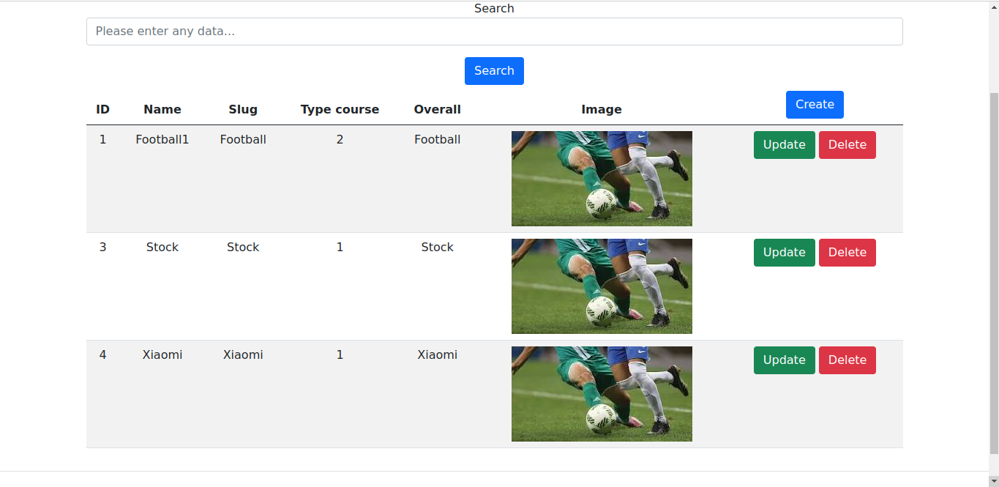 Search
Please enter any data...
Search
ID Name Slug Type course Overall Image Create
1 Football1 Football 2 Football Update Delete
3 Stock Stock 1 Stock Update Delete
4 Xiaomi Xiaomi 1 Xiaomi Update Delete